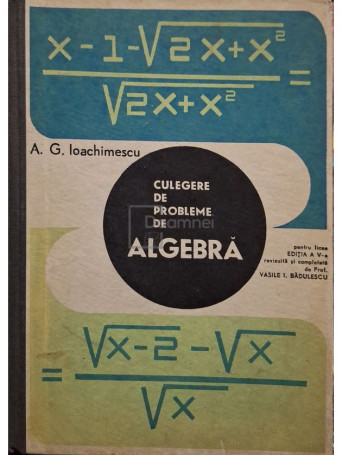 x-1-√2x+x²
√2x+x²
=
A. G. Ioachimescu
CULEGERE
DE
PROBLEME
DE
ALGEBRĂ
pentru licee
EDIȚIA A V-a
revizuită și completată
de Prof.
VASILE I. BĂDULESCU
=
√x-2-√x
√x